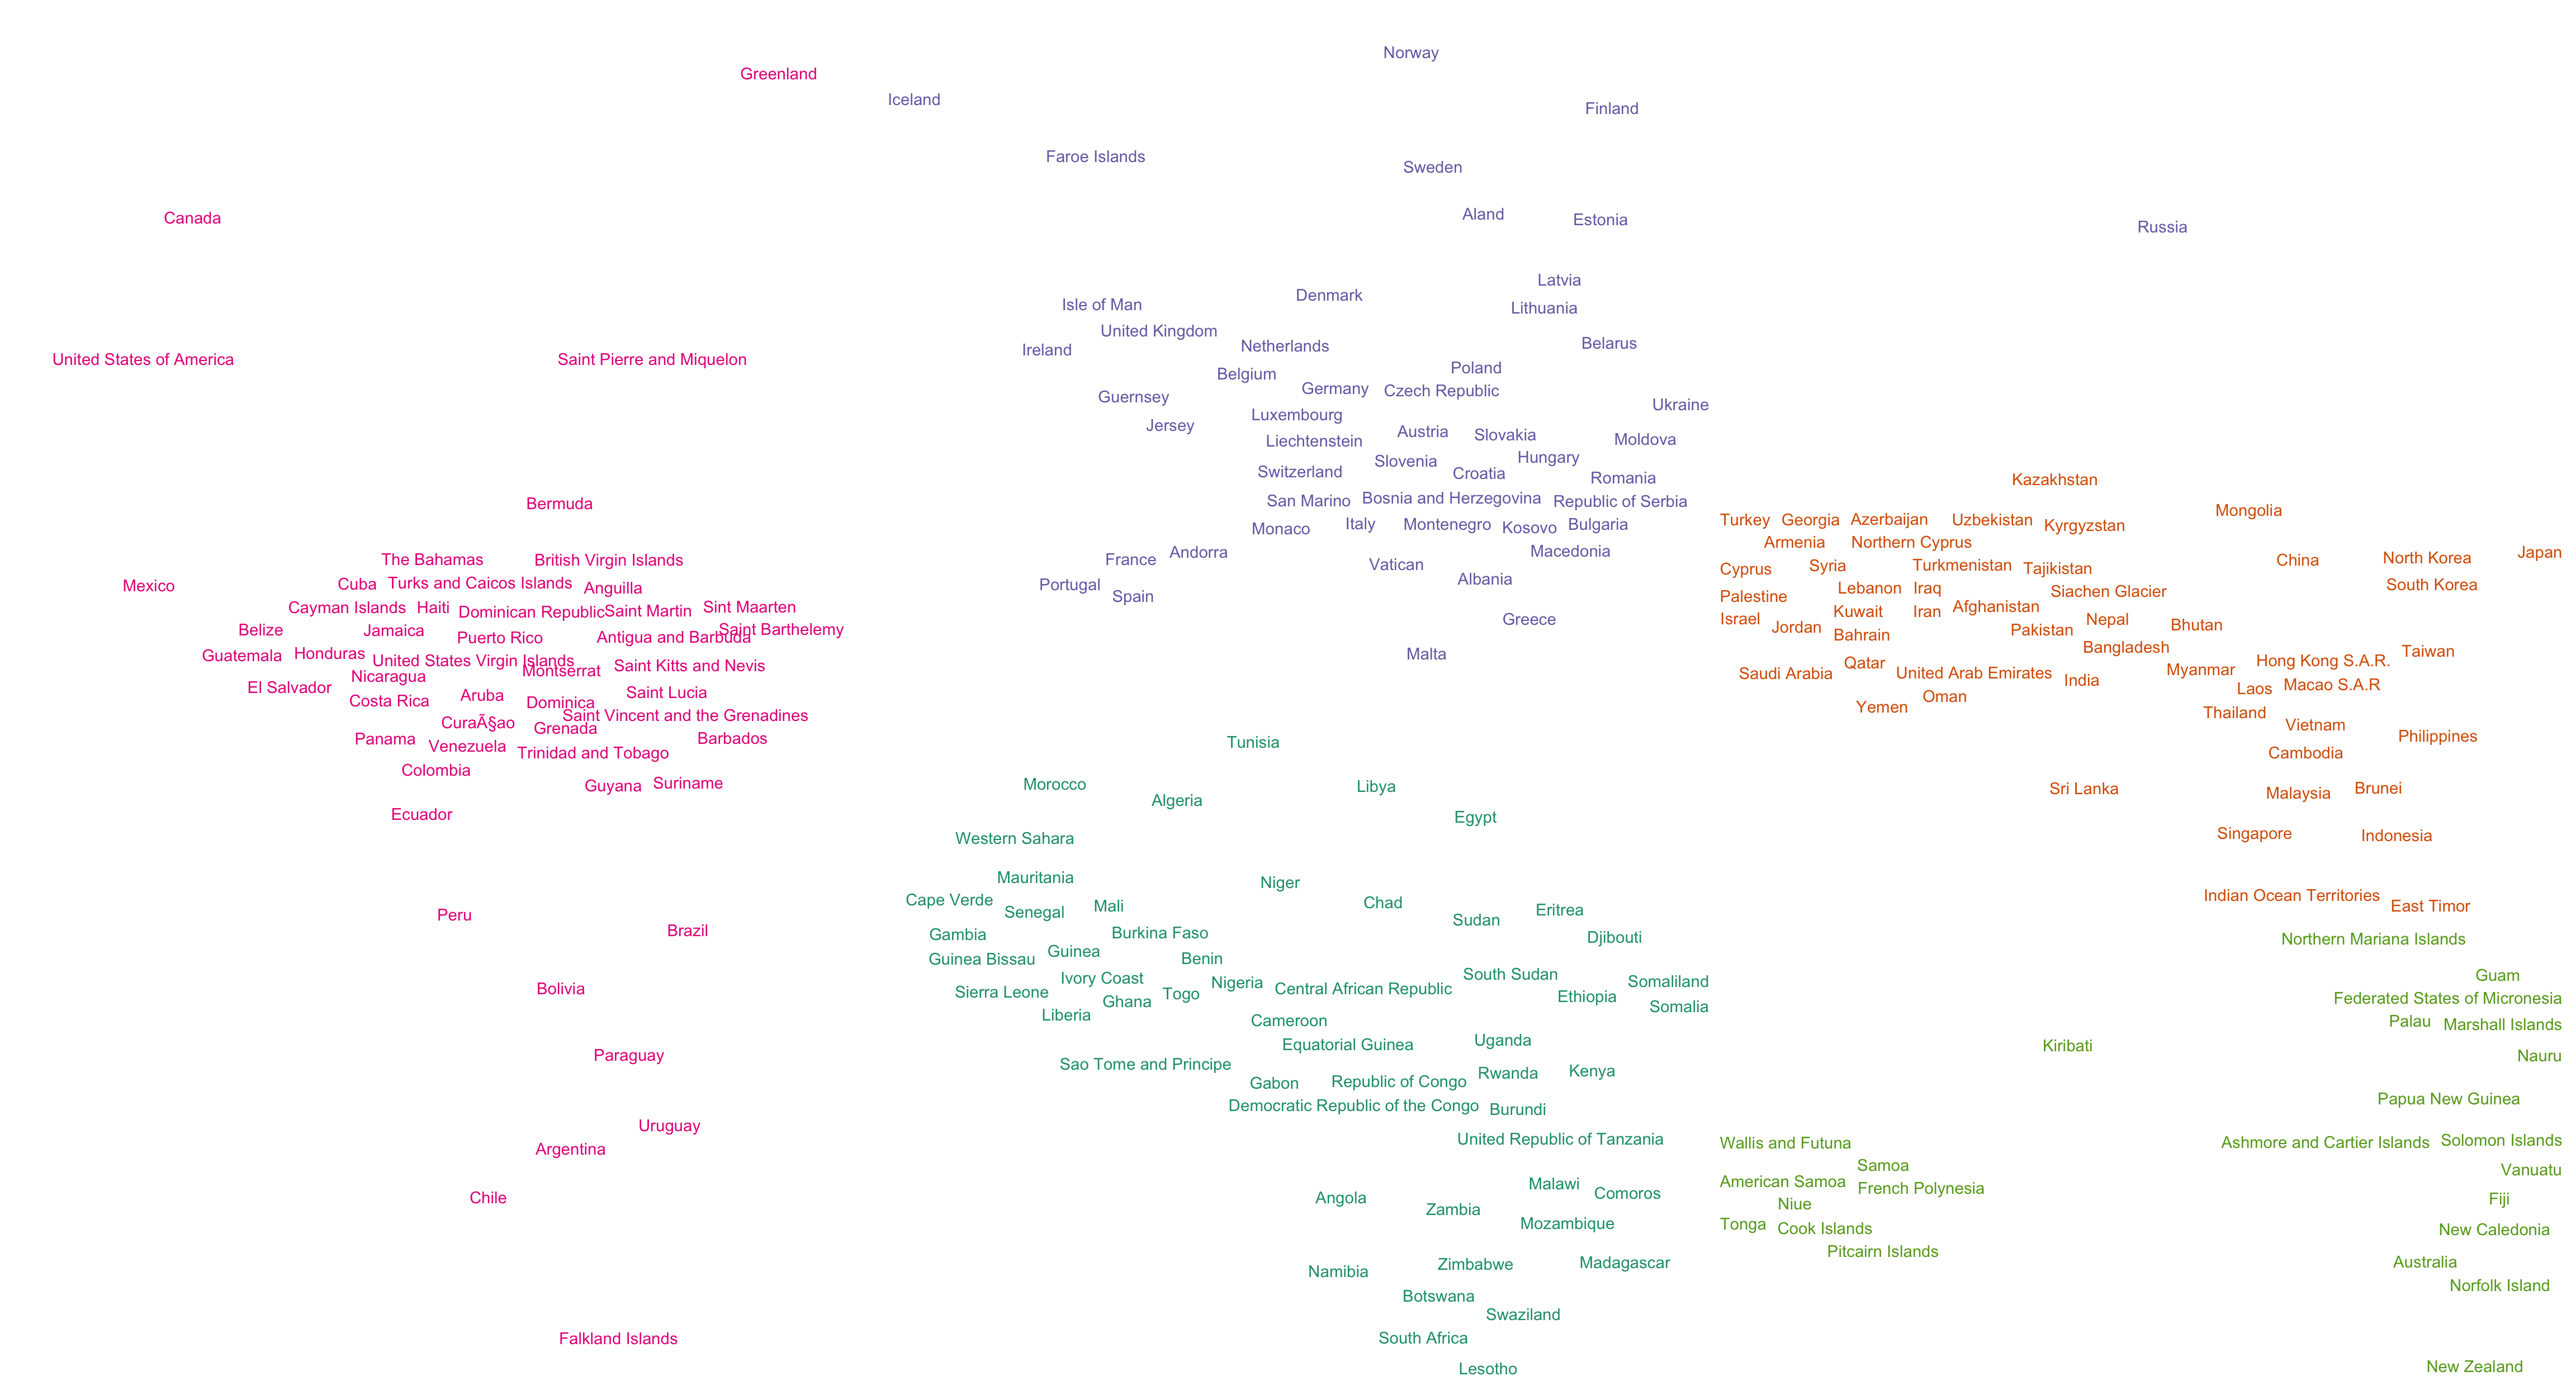 Norway
Greenland
Iceland
Finland
Faroe Islands
Sweden
Aland
Canada
Estonia
Russia
Latvia
Denmark
Isle of Man
Lithuania
United Kingdom
Belarus
Netherlands
Ireland
United States of America
Saint Pierre and Miquelon
Poland
Belgium
Germany
Czech Republic
Guernsey
Ukraine
Luxembourg
Jersey
Austria
Slovakia
Moldova
Liechtenstein
Hungary
Slovenia
Switzerland
Croatia
Romania
Kazakhstan
Bosnia and Herzegovina
San Marino
Republic of Serbia
Bermuda
Mongolia
Turkey
Georgia
Azerbaijan
Uzbekistan
Italy
Montenegro
Bulgaria
Kyrgyzstan
Kosovo
Monaco
Armenia
Northern Cyprus
Macedonia
Andorra
Japan
North Korea
The Bahamas
British Virgin Islands
France
China
Vatican
Syria
Turkmenistan
Cyprus
Tajikistan
Albania
Cuba
Turks and Caicos Islands
Portugal
South Korea
Mexico
Anguilla
Lebanon
Iraq
Siachen Glacier
Spain
Palestine
Afghanistan
Cayman Islands
Haiti
Sint Maarten
Dominican Republic
Saint Martin
Kuwait
Iran
Israel
Greece
Nepal
Bhutan
Jordan
Belize
Jamaica
Saint Barthelemy
Pakistan
Bahrain
Puerto Rico
Antigua and Barbuda
Bangladesh
Taiwan
Honduras
Malta
Guatemala
United States Virgin Islands
Hong Kong S.A.R.
Qatar
Saint Kitts and Nevis
Montserrat
Myanmar
Saudi Arabia
United Arab Emirates
Nicaragua
India
Macao S.A.R
El Salvador
Laos
Saint Lucia
Aruba
Oman
Costa Rica
Dominica
Yemen
Thailand
Saint Vincent and the Grenadines
CuraÃ§ao
Vietnam
Grenada
Philippines
Panama
Barbados
Tunisia
Venezuela
Trinidad and Tobago
Cambodia
Colombia
Suriname
Morocco
Guyana
Libya
Brunei
Sri Lanka
Malaysia
Algeria
Ecuador
Egypt
Singapore
Indonesia
Western Sahara
Mauritania
Niger
Indian Ocean Territories
Cape Verde
Chad
Mali
East Timor
Eritrea
Senegal
Peru
Sudan
Brazil
Burkina Faso
Gambia
Djibouti
Northern Mariana Islands
Guinea
Guinea Bissau
Benin
South Sudan
Guam
Ivory Coast
Somaliland
Nigeria
Bolivia
Central African Republic
Sierra Leone
Togo
Ethiopia
Federated States of Micronesia
Ghana
Somalia
Liberia
Cameroon
Palau
Marshall Islands
Uganda
Equatorial Guinea
Kiribati
Paraguay
Nauru
Sao Tome and Principe
Kenya
Rwanda
Republic of Congo
Gabon
Papua New Guinea
Democratic Republic of the Congo
Burundi
Uruguay
United Republic of Tanzania
Solomon Islands
Wallis and Futuna
Ashmore and Cartier Islands
Argentina
Samoa
Vanuatu
American Samoa
Malawi
French Polynesia
Comoros
Chile
Angola
Fiji
Niue
Zambia
Mozambique
Tonga
Cook Islands
New Caledonia
Pitcairn Islands
Australia
Madagascar
Zimbabwe
Namibia
Norfolk Island
Botswana
Swaziland
Falkland Islands
South Africa
New Zealand
Lesotho